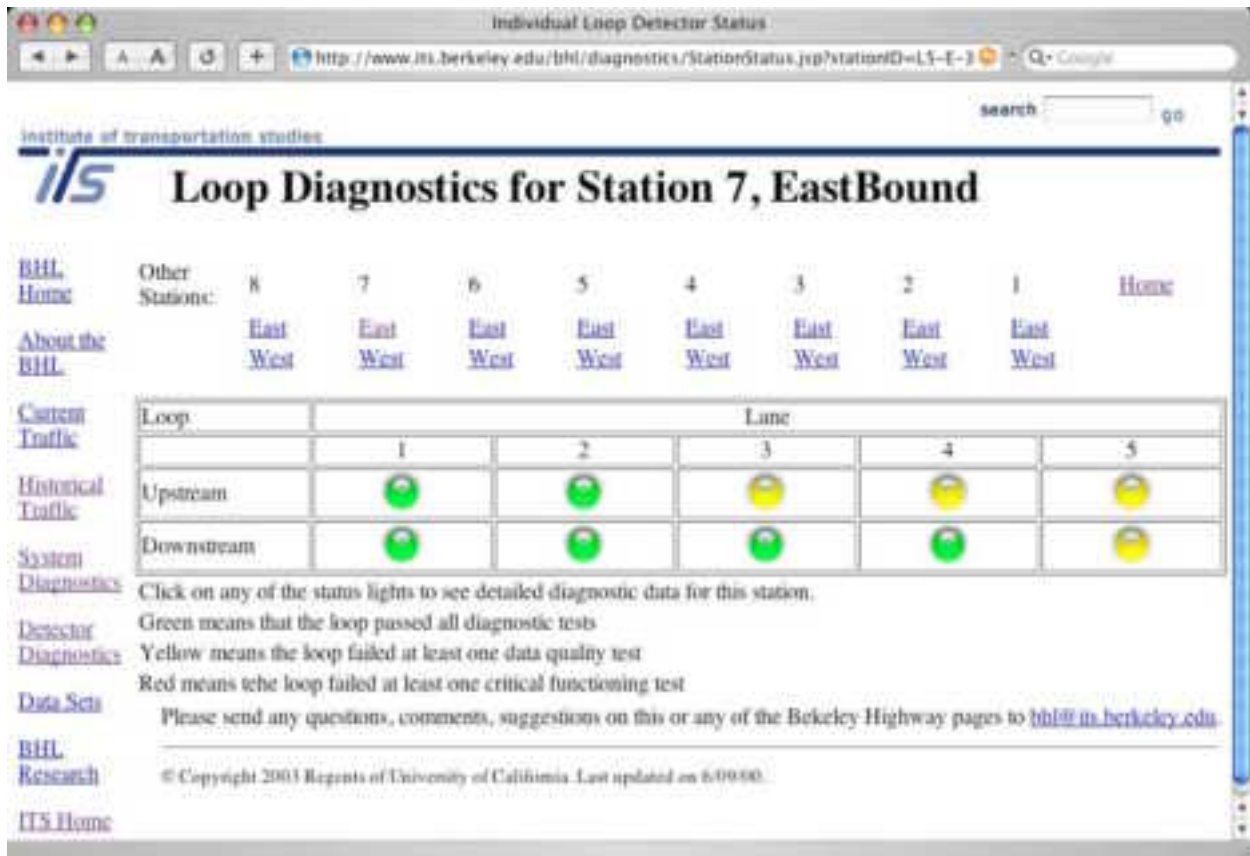 Individual Loop Detector Status
A A + http://www.its.berkeley.edu/bhl/diagnostics/StationStatus.jsp?stationID=LS-E-3 Q Google
search go
institute of transportation studies
its Loop Diagnostics for Station 7, EastBound
BHL Home
About the BHL
Current Traffic
Historical Traffic
System Diagnostics
Detector Diagnostics
Data Sets
BHL Research
ITS Home
Other Stations: 8 7 6 5 4 3 2 1 Home
East East East East East East East East
West West West West West West West West
Loop Lane
1 2 3 4 5
Upstream
Downstream
Click on any of the status lights to see detailed diagnostic data for this station.
Green means that the loop passed all diagnostic tests
Yellow means the loop failed at least one data quality test
Red means tehe loop failed at least one critical functioning test
Please send any questions, comments, suggestions on this or any of the Bekeley Highway pages to bhl@its.berkeley.edu.
© Copyright 2003 Regents of University of California. Last updated on 6/09/00.